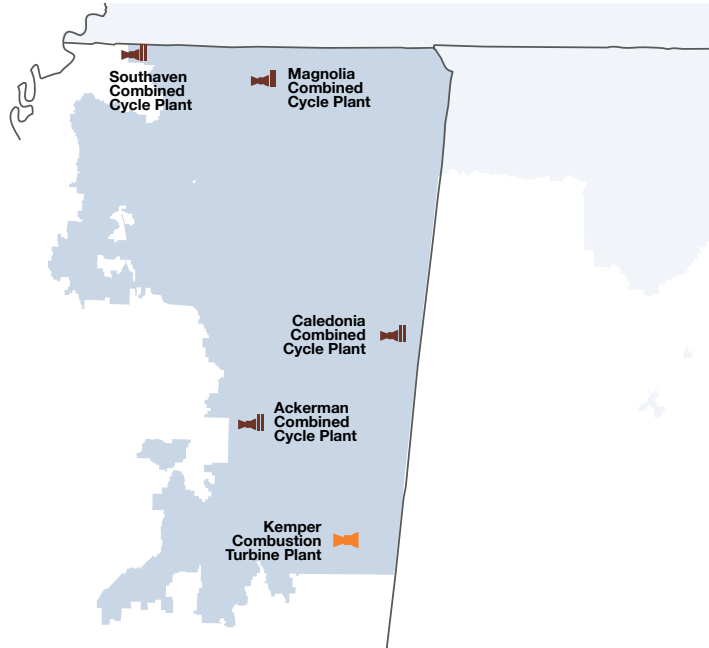 Southaven
Combined
Cycle Plant
Magnolia
Combined
Cycle Plant
Caledonia
Combined
Cycle Plant
Ackerman
Combined
Cycle Plant
Kemper
Combustion
Turbine Plant